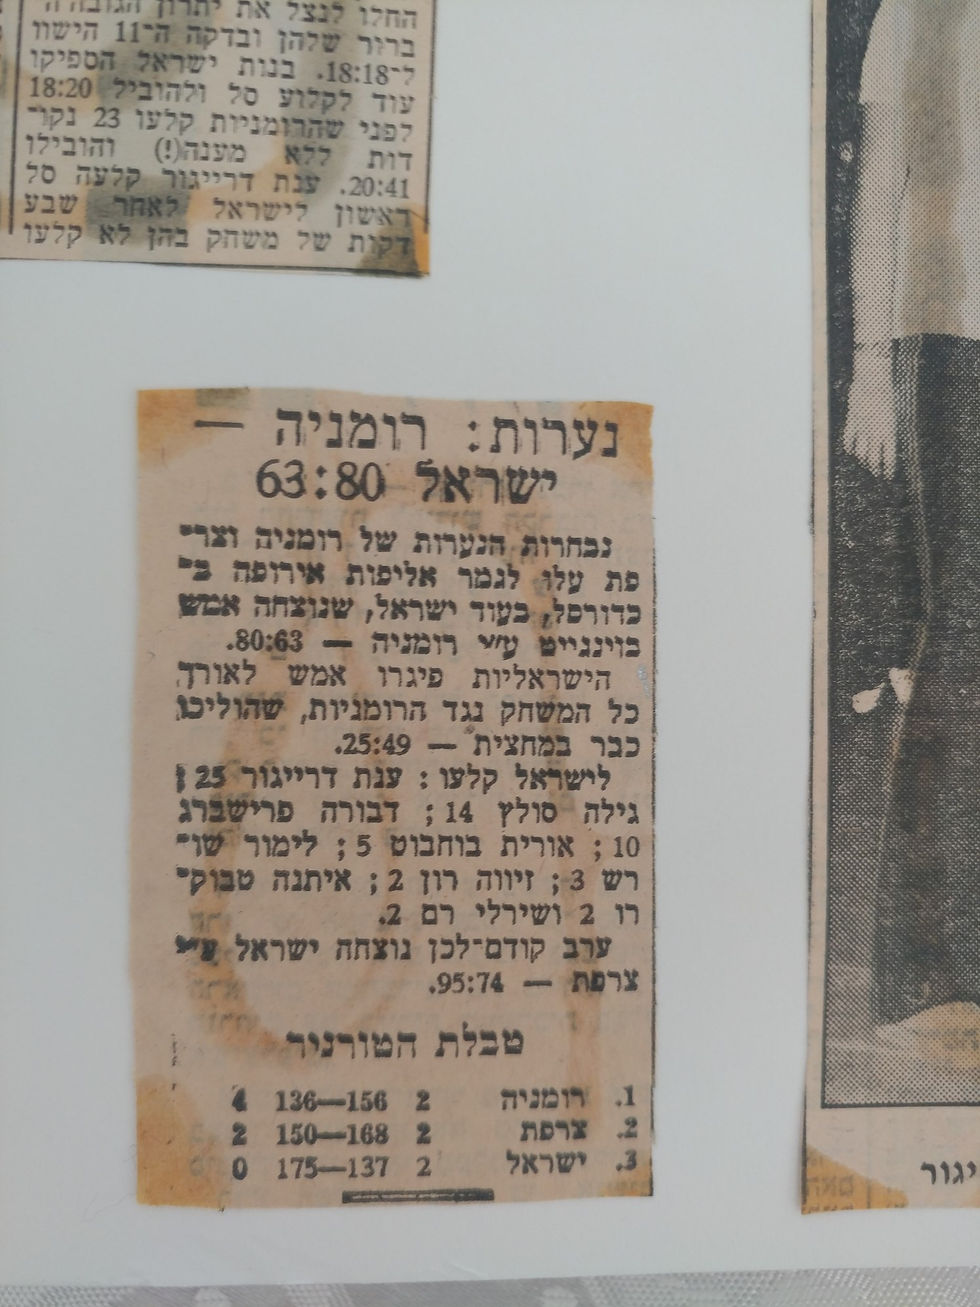 החלו לנצל את יתרון הגובה ה־
ברור שלהן ובדקה ה־11 הישוו
ל־18:18. בנות ישראל הספיקו
עוד לקלוע סל ולהוביל 18:20
לפני שהרומניות קלעו 23 נקו־
דות ללא מענה(!) והובילו
20:41. ענת דרייגור קלעה סל
ראשון לישראל לאחר שבע
דקות של משחק בהן לא קלעו
נערות: רומניה —
ישראל 63:80
נבחרות הנערות של רומניה וצר־
פת עלו לגמר אליפות אירופה ב־
כדורסל, בעוד ישראל, שנוצחה אמש
בוינגייט ע״י רומניה — 80:63.
הישראליות פיגרו אמש לאורך
כל המשחק נגד הרומניות, שהוליכו
כבר במחצית — 25:49.
לישראל קלעו: ענת דרייגור 25;
גילה סולץ 14; דבורה פרישברג
10; אורית בוחבוט 5; לימור שו־
רש 3; זיווה רון 2; איתנה טבוק־
רו 2 ושירלי רם 2.
ערב קודם־לכן נוצחה ישראל ע״י
צרפת — 95:74.
טבלת הטורניר
1. רומניה 2 156—136 4
2. צרפת 2 168—150 2
3. ישראל 2 137—175 0
יגור